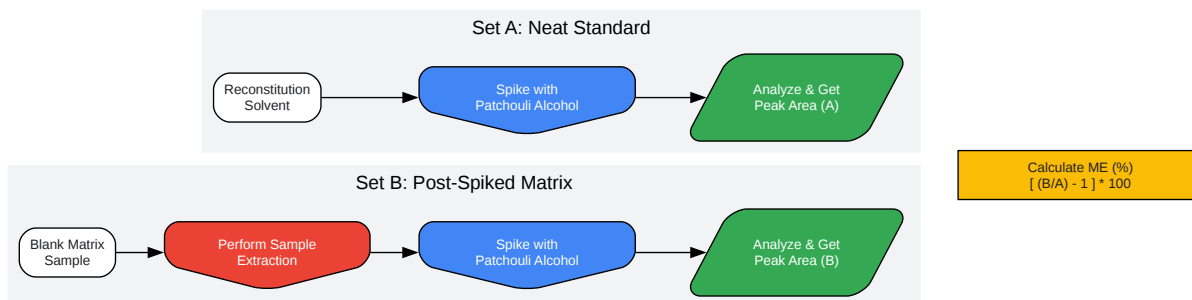 Set A: Neat Standard
Reconstitution
Solvent
Spike with
Patchouli Alcohol
Analyze & Get
Peak Area (A)
Set B: Post-Spiked Matrix
Blank Matrix
Sample
Perform Sample
Extraction
Spike with
Patchouli Alcohol
Analyze & Get
Peak Area (B)
Calculate ME (%)
[ (B/A) - 1 ] * 100